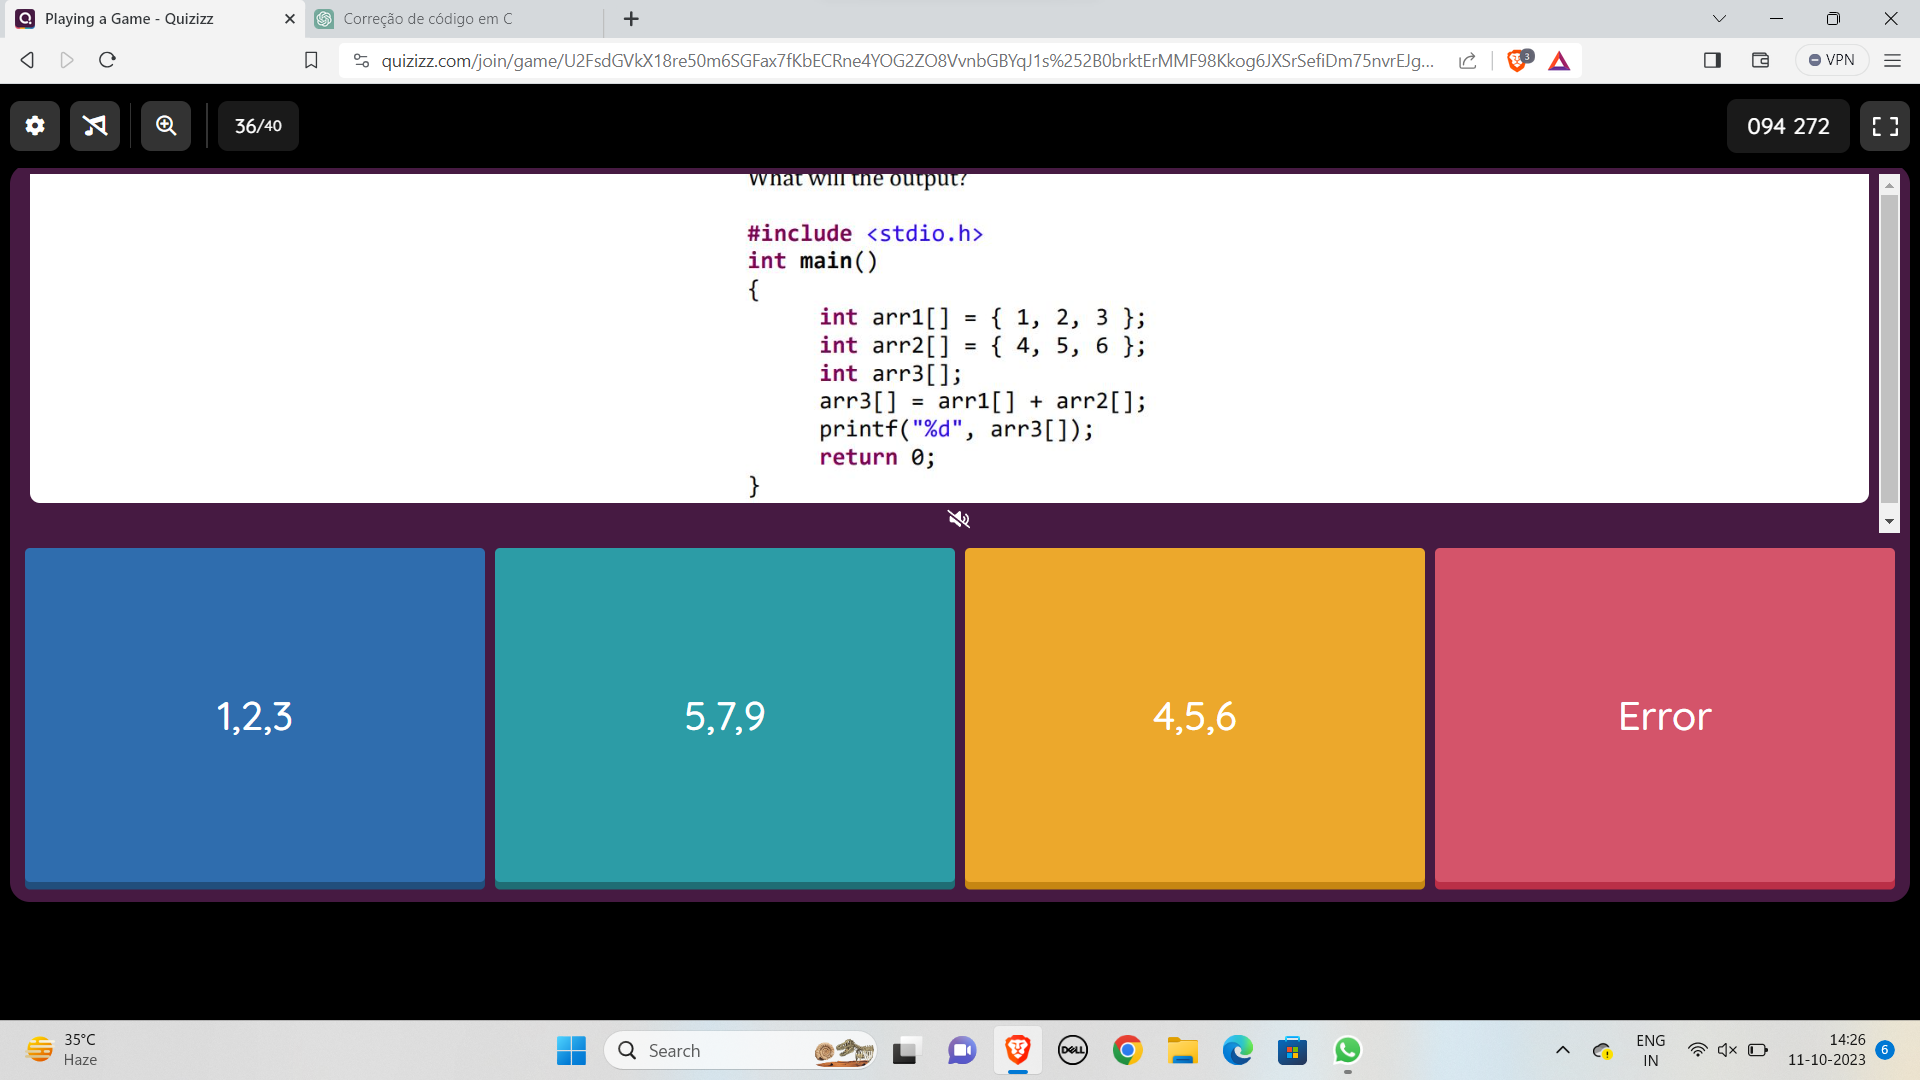 Playing a Game - Quizizz
Correção de código em C
quizizz.com/join/game/U2FsdGVkX18re50m6SGFax7fKbECRne4YOG2ZO8VvnbGBYqJ1s%252B0brktErMMF98Kkog6JXSrSefiDm75nvrEJg...
3
VPN
36/40
094 272
What will the output?
#include <stdio.h>
int main()
{
int arr1[] = { 1, 2, 3 };
int arr2[] = { 4, 5, 6 };
int arr3[];
arr3[] = arr1[] + arr2[];
printf("%d", arr3[]);
return 0;
}
1,2,3
5,7,9
4,5,6
Error
35°C
Haze
Search
DELL
ENG
IN
14:26
11-10-2023
6